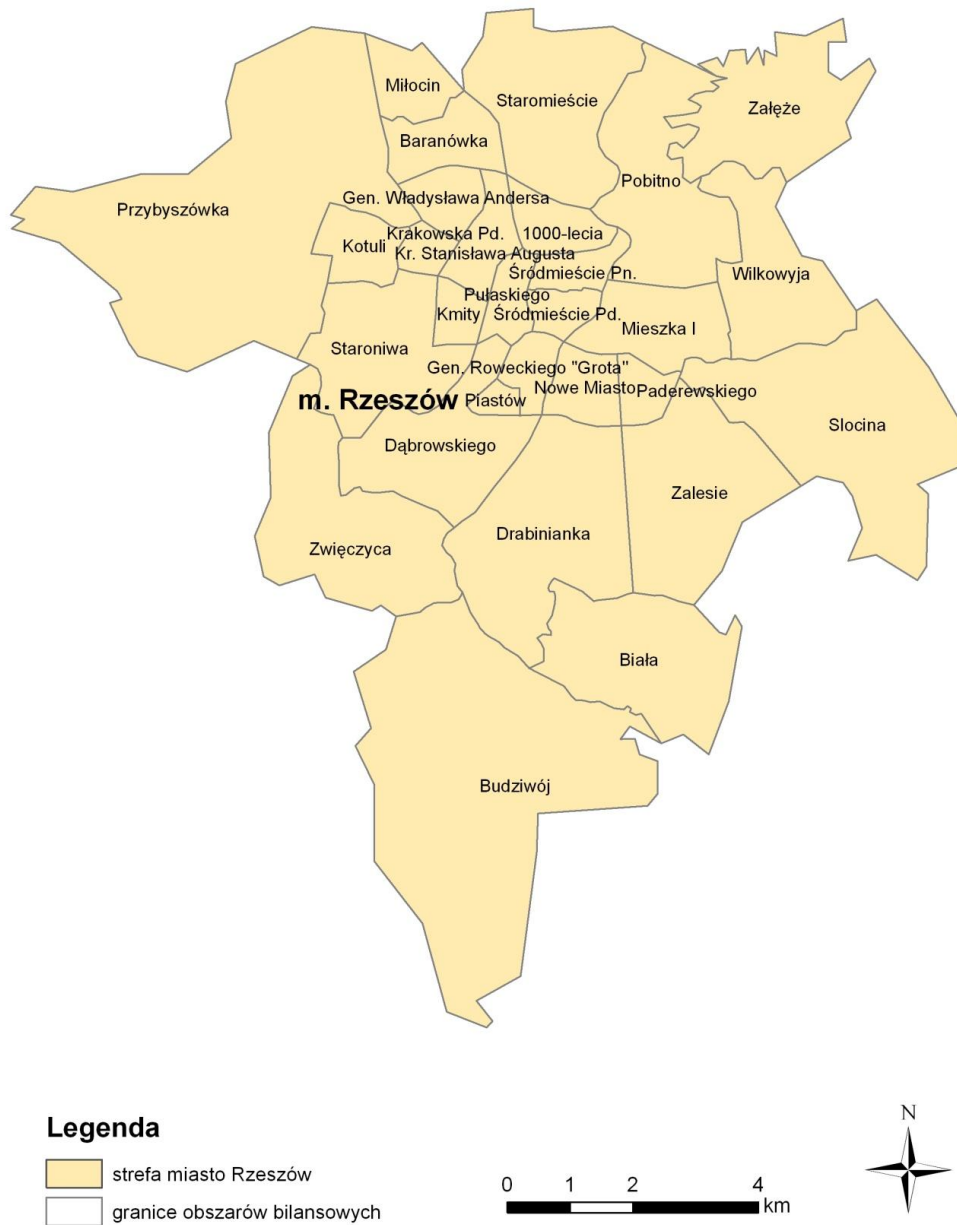 Miłocin
Staromieście
Załęże
Baranówka
Pobitno
Gen. Władysława Andersa
Przybyszówka
Krakowska Pd.
1000-lecia
Kotuli
Kr. Stanisława Augusta
Śródmieście Pn.
Wilkowyja
Pułaskiego
Kmity
Śródmieście Pd.
Mieszka I
Staroniwa
Gen. Roweckiego "Grota"
Nowe Miasto
Paderewskiego
m. Rzeszów
Piastów
Słocina
Dąbrowskiego
Zalesie
Drabinianka
Zwięczyca
Biała
Budziwój
Legenda
strefa miasto Rzeszów
granice obszarów bilansowych
N
0 1 2 4
km